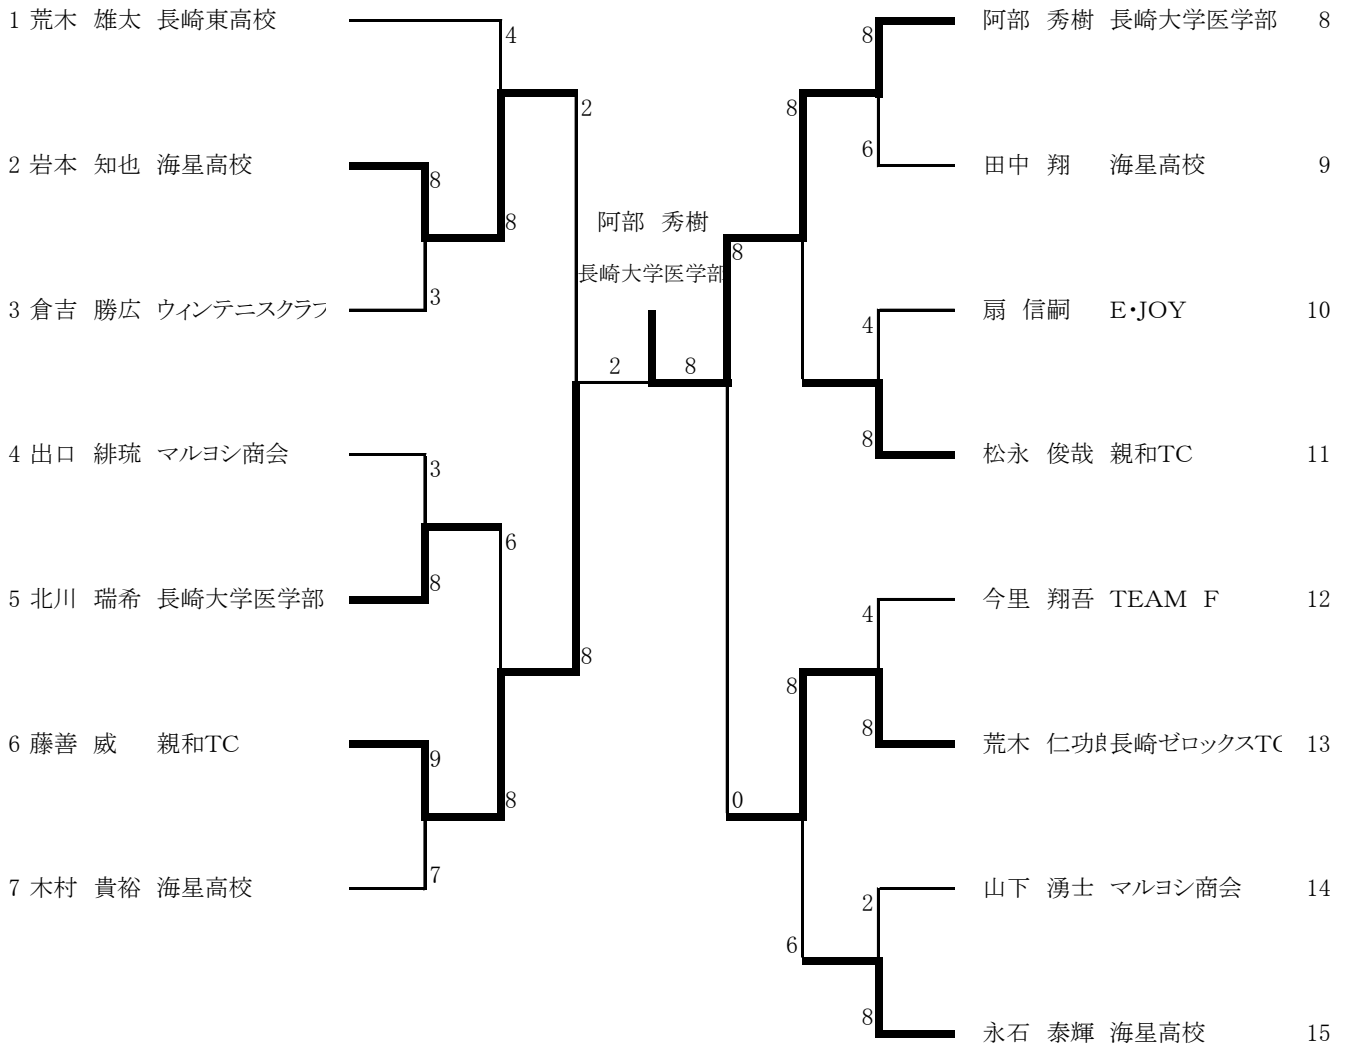 1 荒木 雄太 長崎東高校
4
2
2 岩本 知也 海星高校
8
8
3 倉吉 勝広 ウィンテニスクラブ
3
4 出口 緋琉 マルヨシ商会
3
6
5 北川 瑞希 長崎大学医学部
8
8
6 藤善 威 親和TC
9
8
7 木村 貴裕 海星高校
7
阿部 秀樹
長崎大学医学部
2 8
8 阿部 秀樹 長崎大学医学部 8
8
6 田中 翔 海星高校 9
8
4 扇 信嗣 E・JOY 10
8 松永 俊哉 親和TC 11
4 今里 翔吾 TEAM F 12
8
8 荒木 仁功 長崎ゼロックスTC 13
0
2 山下 湧士 マルヨシ商会 14
6
8 永石 泰輝 海星高校 15